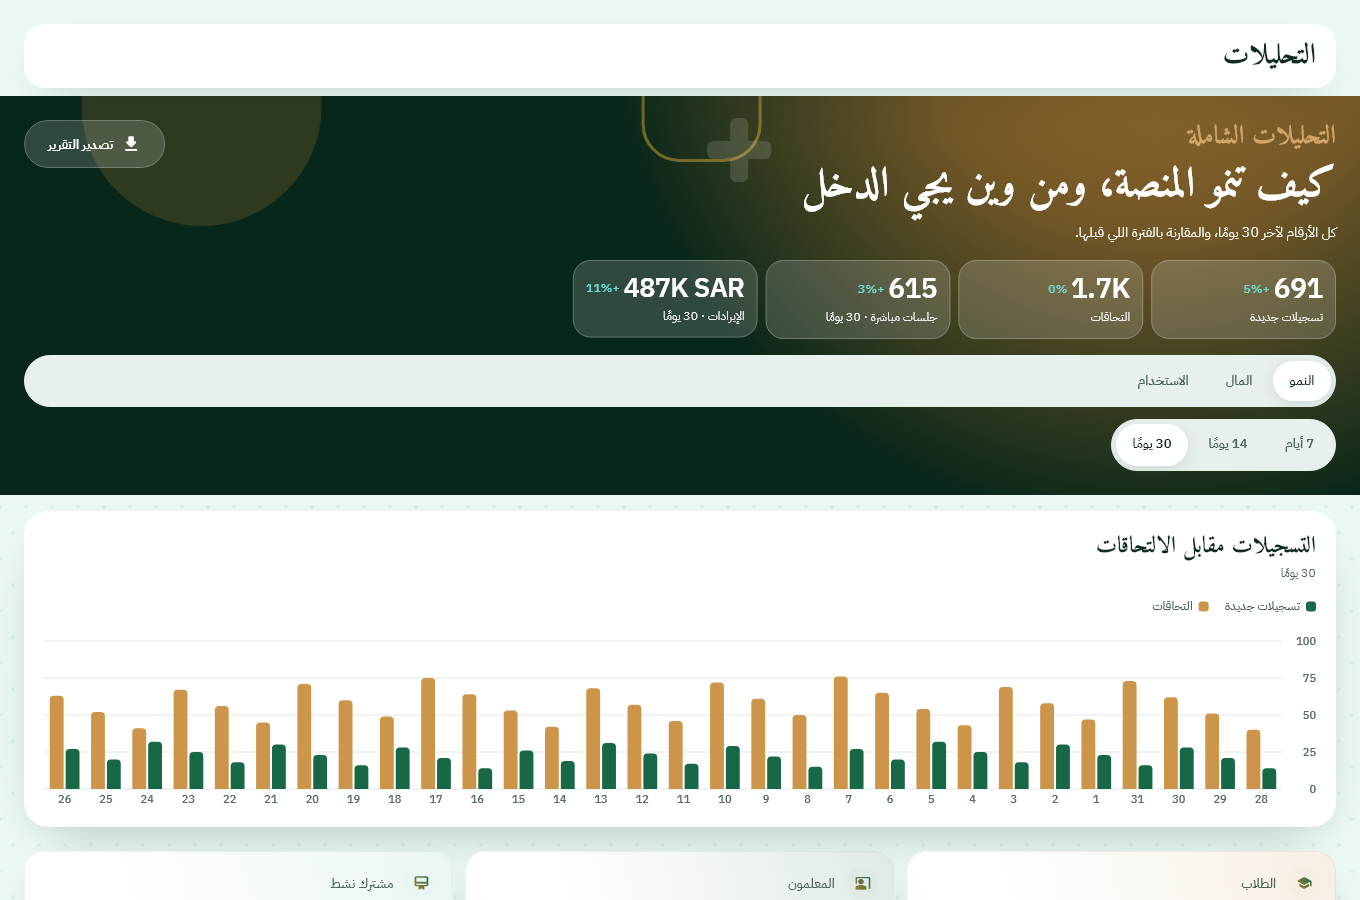 التحليلات
التحليلات الشاملة
تصدير التقرير
كيف تنمو المنصة، ومن وين يجي الدخل
كل الأرقام لآخر 30 يومًا، والمقارنة بالفترة اللي قبلها.
691 +5%
تسجيلات جديدة
1.7K 0%
التحاقات
615 +3%
جلسات مباشرة · 30 يومًا
487K SAR +11%
الإيرادات · 30 يومًا
النمو
المال
الاستخدام
7 أيام
14 يومًا
30 يومًا
التسجيلات مقابل الالتحاقات
30 يومًا
تسجيلات جديدة
التحاقات
100
75
50
25
0
28 29 30 31 1 2 3 4 5 6 7 8 9 10 11 12 13 14 15 16 17 18 19 20 21 22 23 24 25 26
الطلاب
المعلمون
مشترك نشط